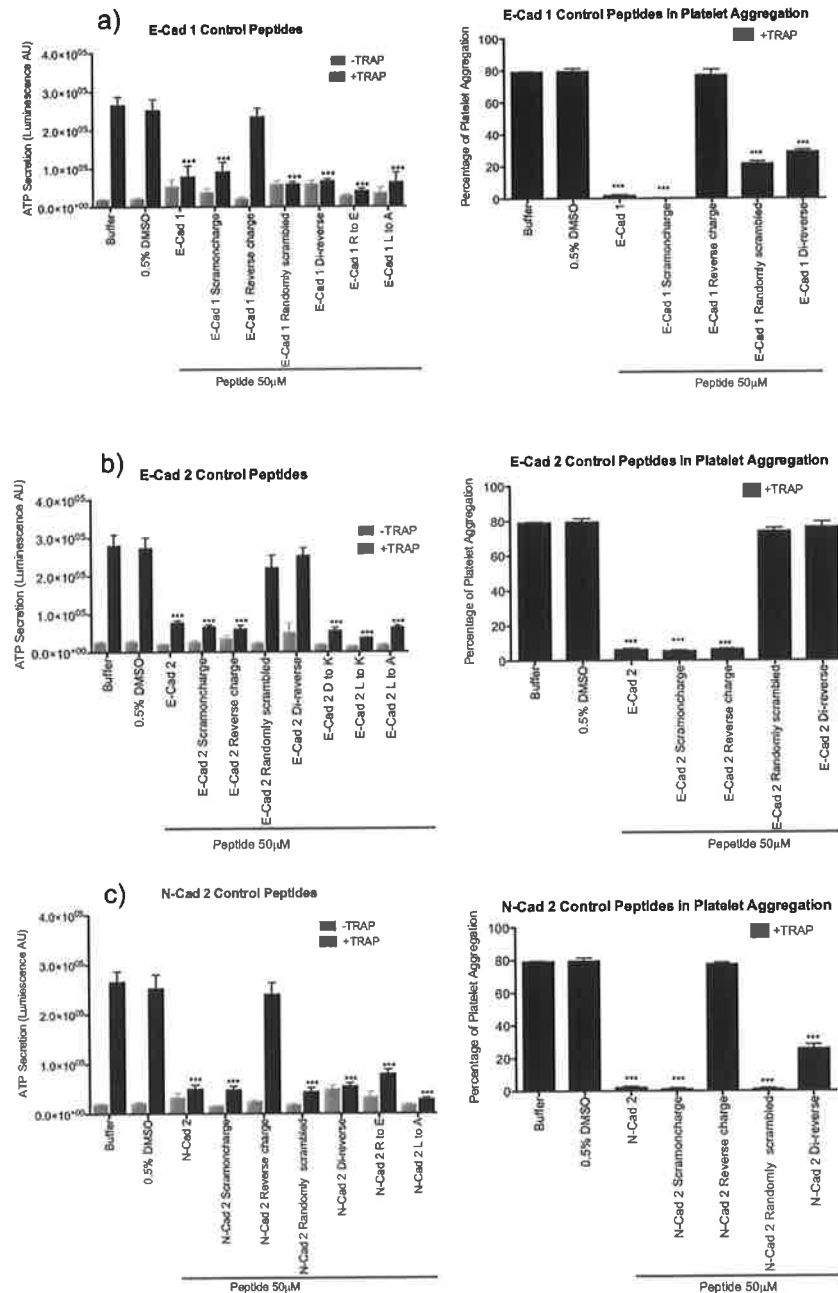 a)
E-Cad 1 Control Peptides
ATP Secretion (Luminescence AU)
4.0×10⁰⁵
3.0×10⁰⁵
2.0×10⁰⁵
1.0×10⁰⁵
0.0×10⁺⁰⁰
-TRAP
+TRAP
*** *** *** *** *** ***
Buffer
0.5% DMSO
E-Cad 1
E-Cad 1 Scramoncharge
E-Cad 1 Reverse charge
E-Cad 1 Randomly scrambled
E-Cad 1 Di-reverse
E-Cad 1 R to E
E-Cad 1 L to A
Peptide 50µM
E-Cad 1 Control Peptides in Platelet Aggregation
Percentage of Platelet Aggregation
80
60
40
20
0
+TRAP
*** *** *** ***
Buffer
0.5% DMSO
E-Cad 1
E-Cad 1 Scramoncharge
E-Cad 1 Reverse charge
E-Cad 1 Randomly scrambled
E-Cad 1 Di-reverse
Peptide 50µM
b)
E-Cad 2 Control Peptides
ATP Secretion (Luminescence AU)
4.0×10⁰⁵
3.0×10⁰⁵
2.0×10⁰⁵
1.0×10⁰⁵
0.0×10⁺⁰⁰
-TRAP
+TRAP
*** *** *** *** *** ***
Buffer
0.5% DMSO
E-Cad 2
E-Cad 2 Scramoncharge
E-Cad 2 Reverse charge
E-Cad 2 Randomly scrambled
E-Cad 2 Di-reverse
E-Cad 2 D to K
E-Cad 2 L to K
E-Cad 2 L to A
Peptide 50µM
E-Cad 2 Control Peptides in Platelet Aggregation
Percentage of Platelet Aggregation
100
80
60
40
20
0
+TRAP
*** *** ***
Buffer
0.5% DMSO
E-Cad 2
E-Cad 2 Scramoncharge
E-Cad 2 Reverse charge
E-Cad 2 Randomly scrambled
E-Cad 2 Di-reverse
Pepetide 50µM
c)
N-Cad 2 Control Peptides
ATP Secretion (Lumiescence AU)
4.0×10⁰⁵
3.0×10⁰⁵
2.0×10⁰⁵
1.0×10⁰⁵
0.0×10⁺⁰⁰
-TRAP
+TRAP
*** *** *** *** *** ***
Buffer
0.5% DMSO
N-Cad 2
N-Cad 2 Scramoncharge
N-Cad 2 Reverse charge
N-Cad 2 Randomly scrambled
N-Cad 2 Di-reverse
N-Cad 2 R to E
N-Cad 2 L to A
Peptide 50µM
N-Cad 2 Control Peptides in Platelet Aggregation
Percentage of Platelet Aggregation
100
80
60
40
20
0
+TRAP
*** *** *** ***
Buffer
0.5% DMSO
N-Cad 2
N-Cad 2 Scramoncharge
N-Cad 2 Reverse charge
N-Cad 2 Randomly scrambled
N-Cad 2 Di-reverse
Peptide 50µM